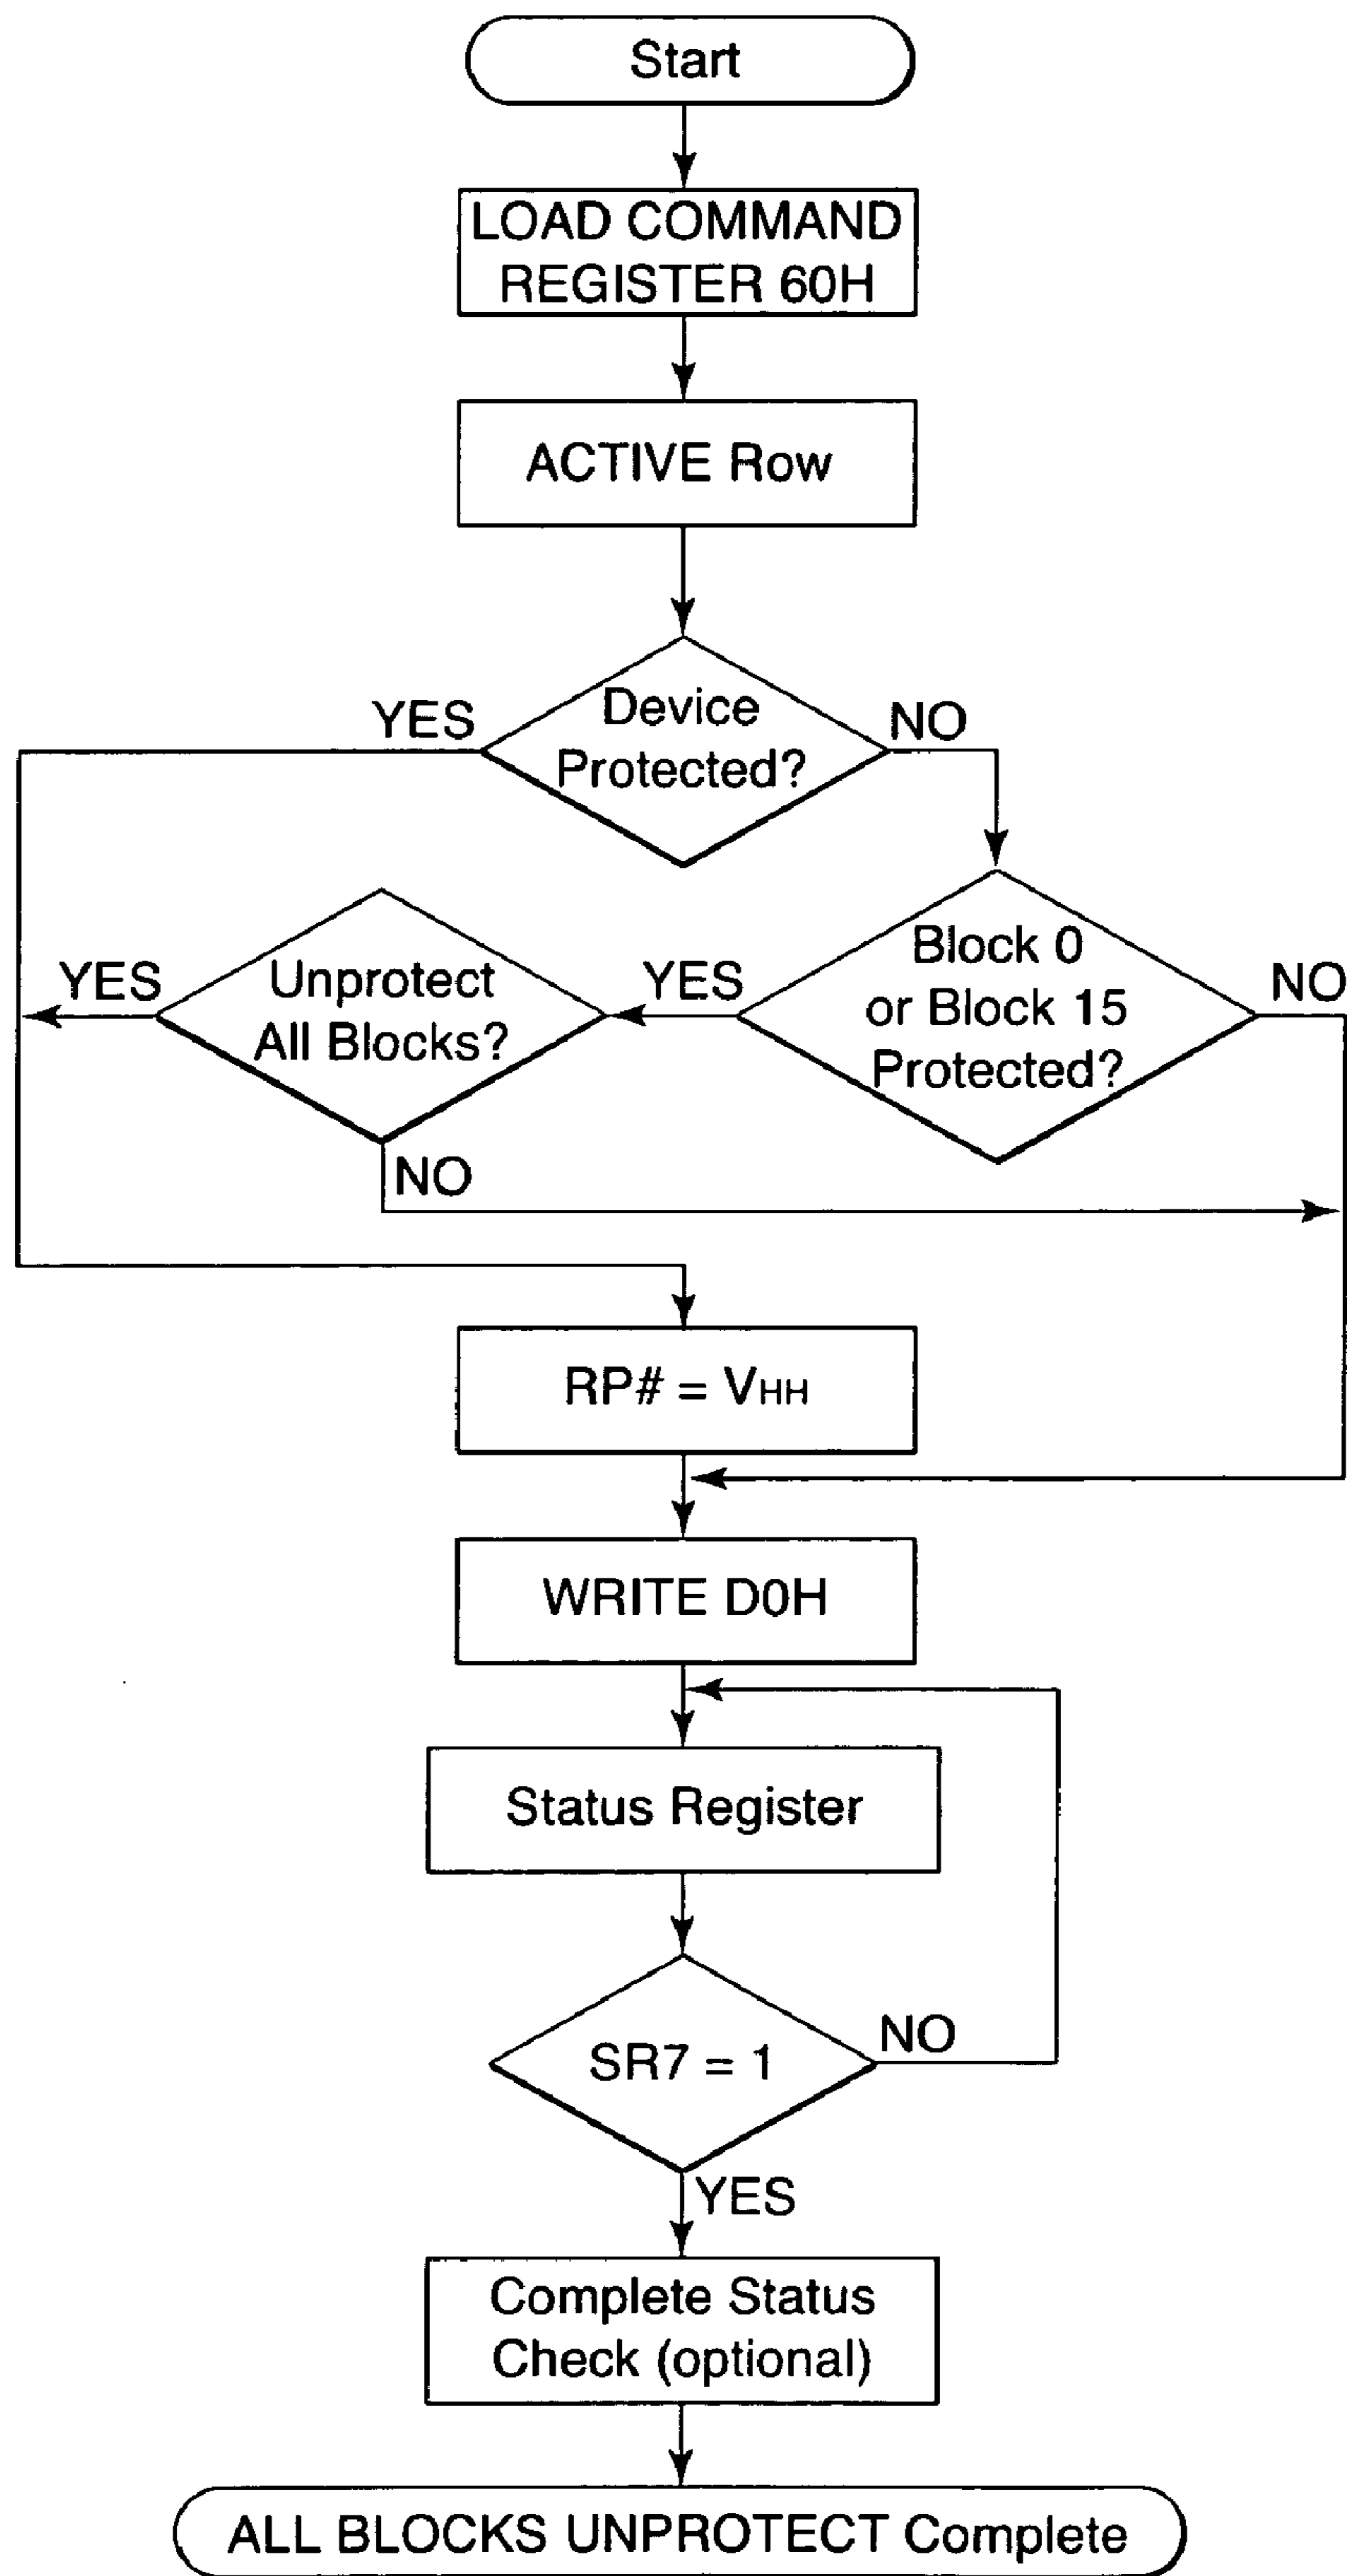 Start
LOAD COMMAND
REGISTER 60H
ACTIVE Row
YES
Device
Protected?
NO
YES
Unprotect
All Blocks?
YES
Block 0
or Block 15
Protected?
NO
NO
RP# = VHH
WRITE D0H
Status Register
SR7 = 1
NO
YES
Complete Status
Check (optional)
ALL BLOCKS UNPROTECT Complete